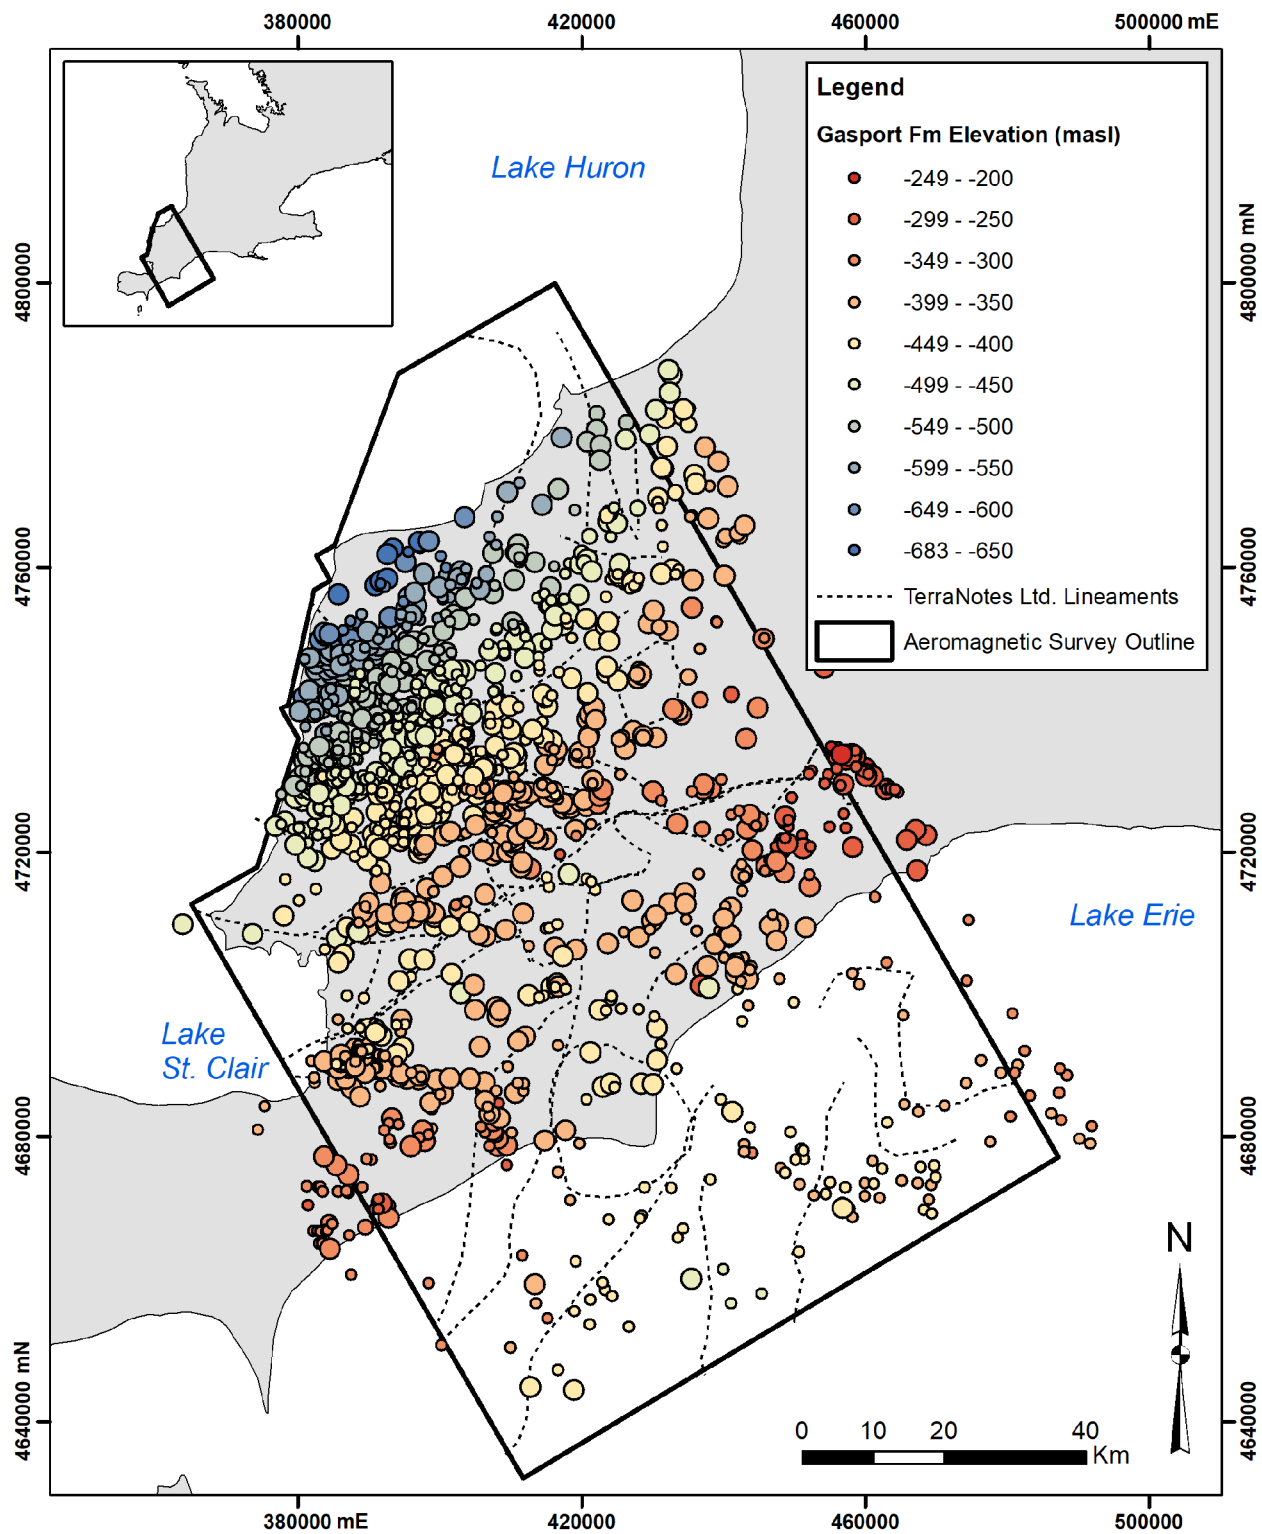 380000
420000
460000
500000 mE
Legend
Gasport Fm Elevation (masl)
-249 - -200
-299 - -250
-349 - -300
-399 - -350
-449 - -400
-499 - -450
-549 - -500
-599 - -550
-649 - -600
-683 - -650
TerraNotes Ltd. Lineaments
Aeromagnetic Survey Outline
Lake Huron
4800000
4800000 mN
4760000
4760000
4720000
4720000
Lake Erie
Lake
St. Clair
4680000
4680000
N
4640000 mN
4640000
0 10 20 40
Km
380000 mE
420000
460000
500000